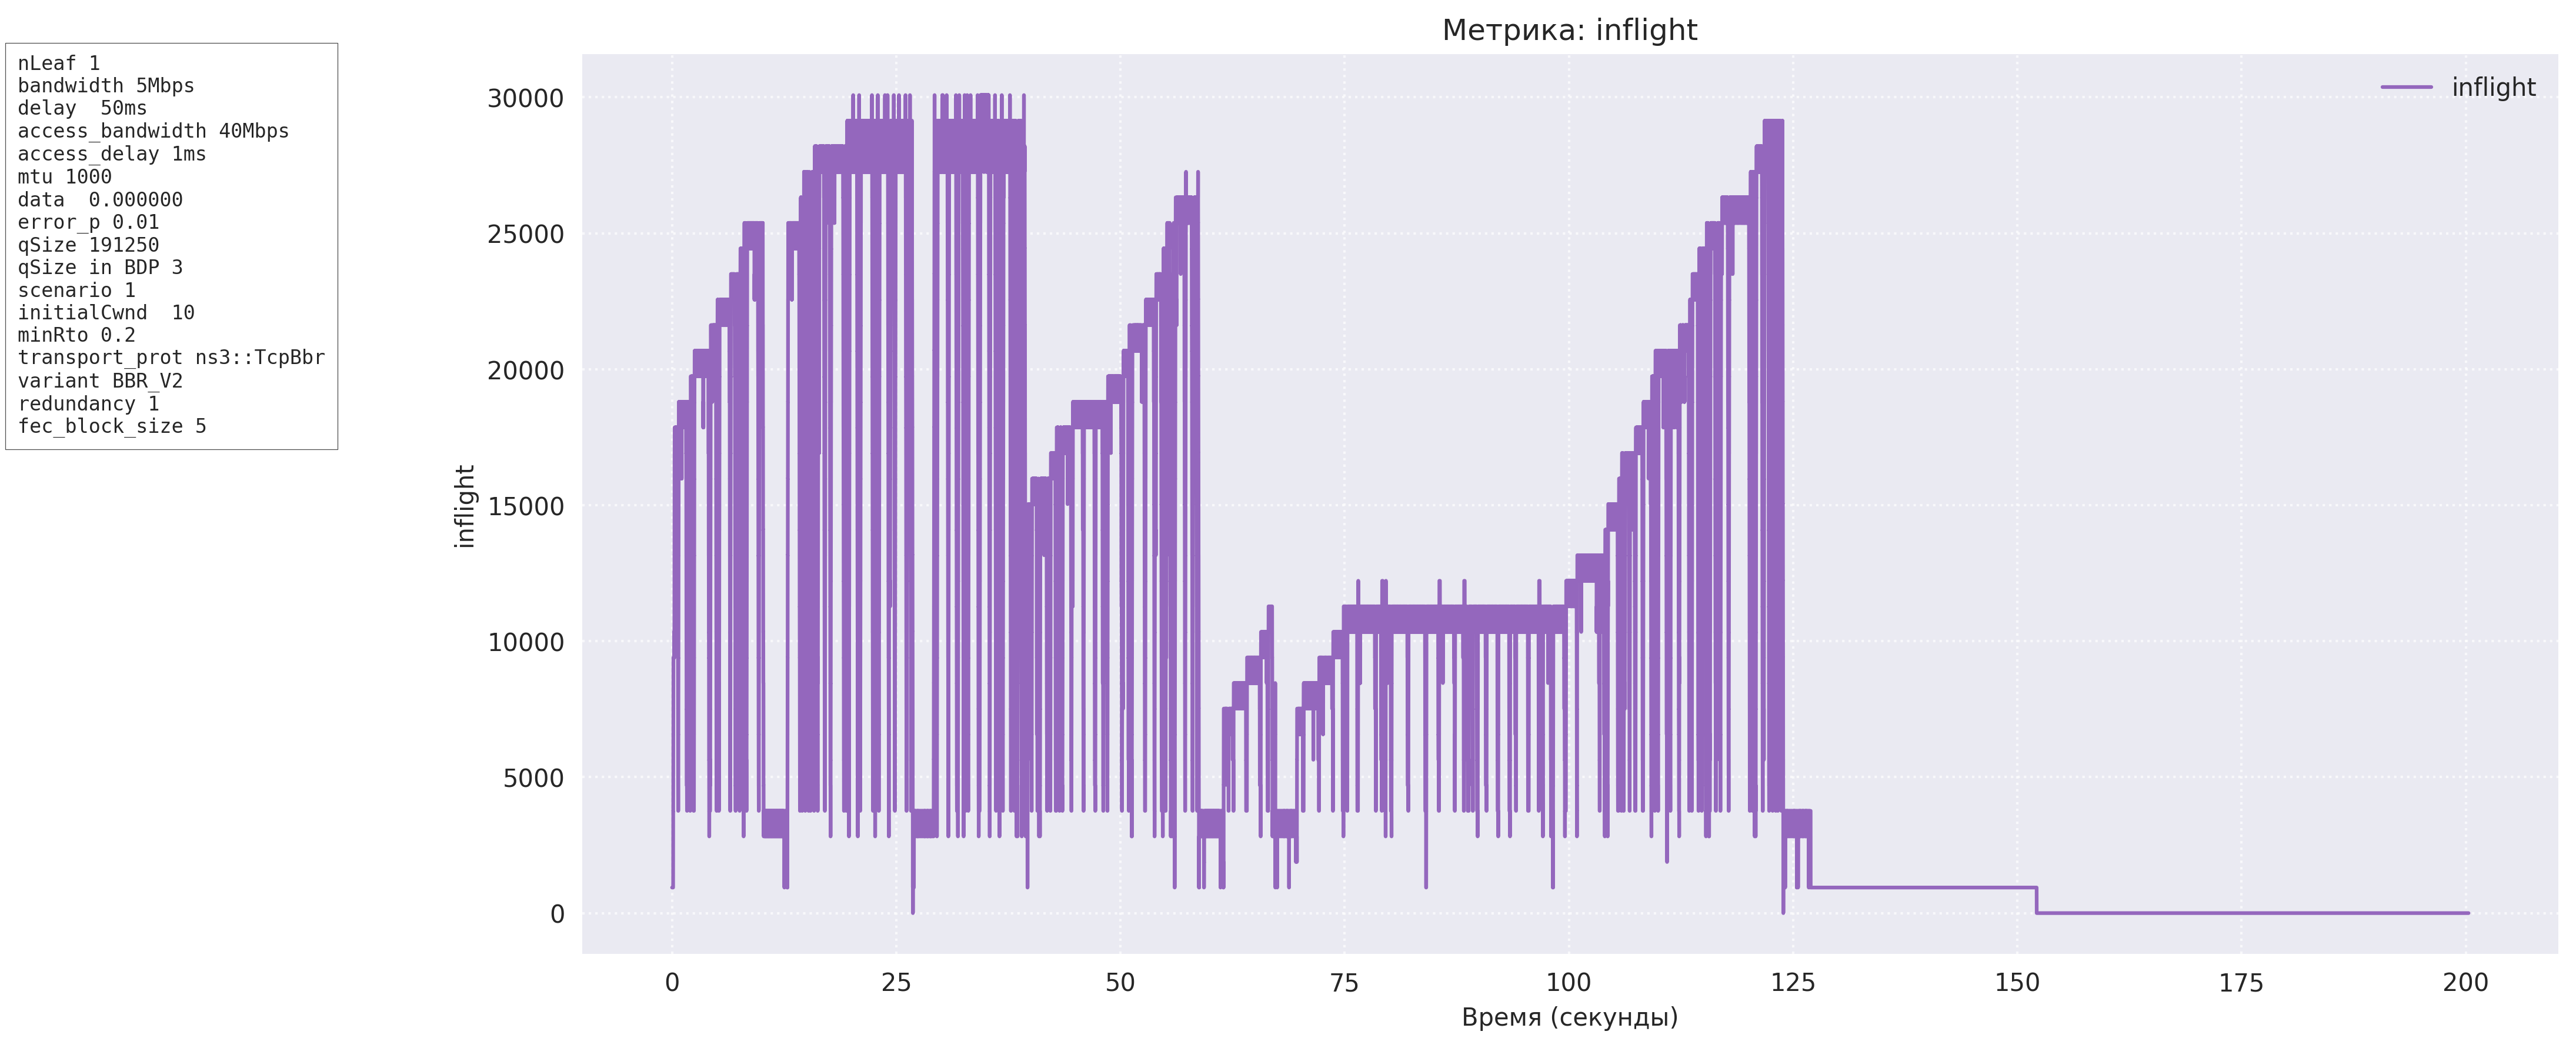 Метрика: inflight
nLeaf 1
bandwidth 5Mbps
delay  50ms
access_bandwidth 40Mbps
access_delay 1ms
mtu 1000
data  0.000000
error_p 0.01
qSize 191250
qSize in BDP 3
scenario 1
initialCwnd  10
minRto 0.2
transport_prot ns3::TcpBbr
variant BBR_V2
redundancy 1
fec_block_size 5
inflight
30000
25000
20000
15000
10000
5000
0
inflight
0 25 50 75 100 125 150 175 200
Время (секунды)